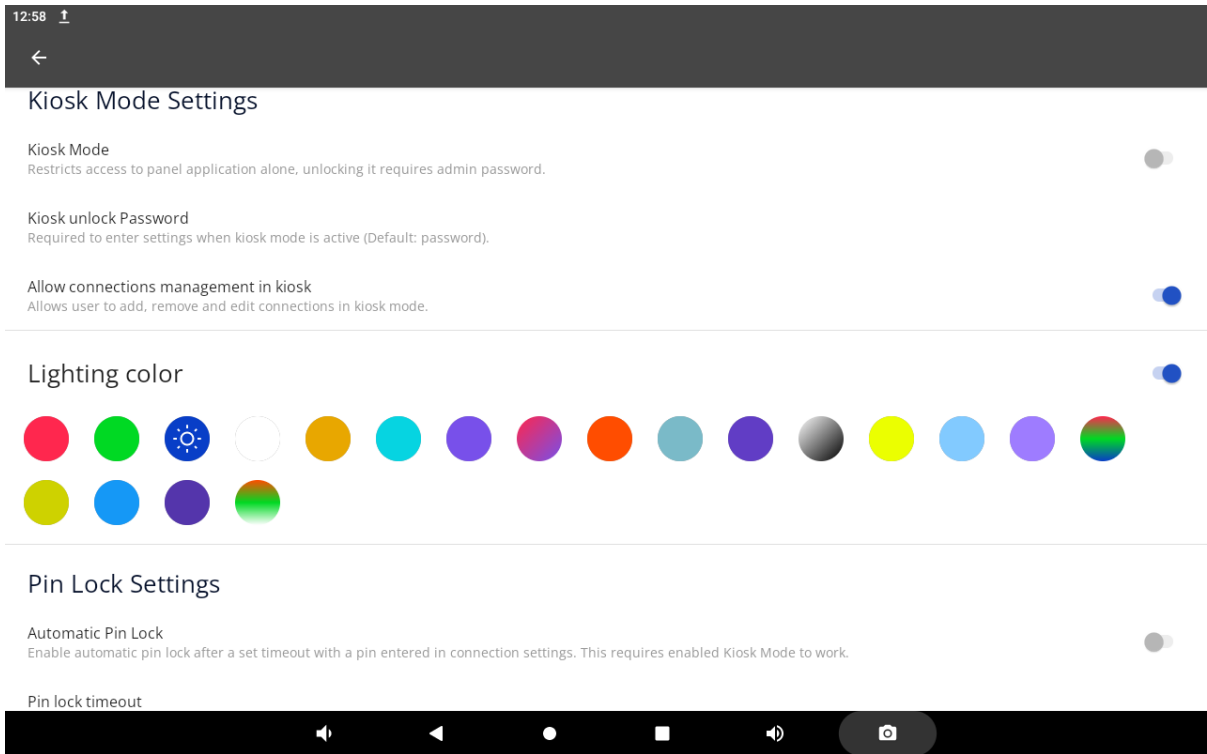 12:58
Kiosk Mode Settings
Kiosk Mode
Restricts access to panel application alone, unlocking it requires admin password.
Kiosk unlock Password
Required to enter settings when kiosk mode is active (Default: password).
Allow connections management in kiosk
Allows user to add, remove and edit connections in kiosk mode.
Lighting color
Pin Lock Settings
Automatic Pin Lock
Enable automatic pin lock after a set timeout with a pin entered in connection settings. This requires enabled Kiosk Mode to work.
Pin lock timeout